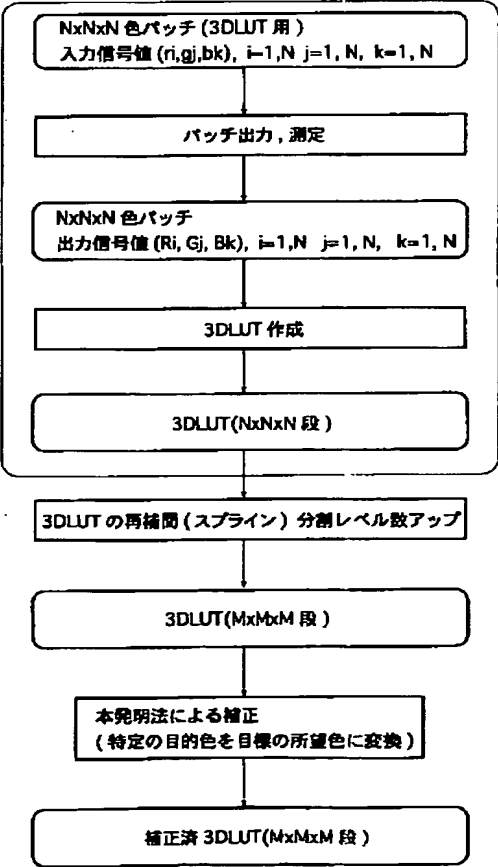 NxNxN 色パッチ (3DLUT 用 )
入力信号値 (ri,gj,bk), i=1,N j=1, N, k=1, N
パッチ出力 , 測定
NxNxN 色パッチ
出力信号値 (Ri, Gj, Bk), i=1,N j=1, N, k=1, N
3DLUT 作成
3DLUT(NxNxN 段 )
3DLUT の再補間 ( スプライン ) 分割レベル数アップ
3DLUT(MxMxM 段 )
本発明法による補正
( 特定の目的色を目標の所望色に変換 )
補正済 3DLUT(MxMxM 段 )